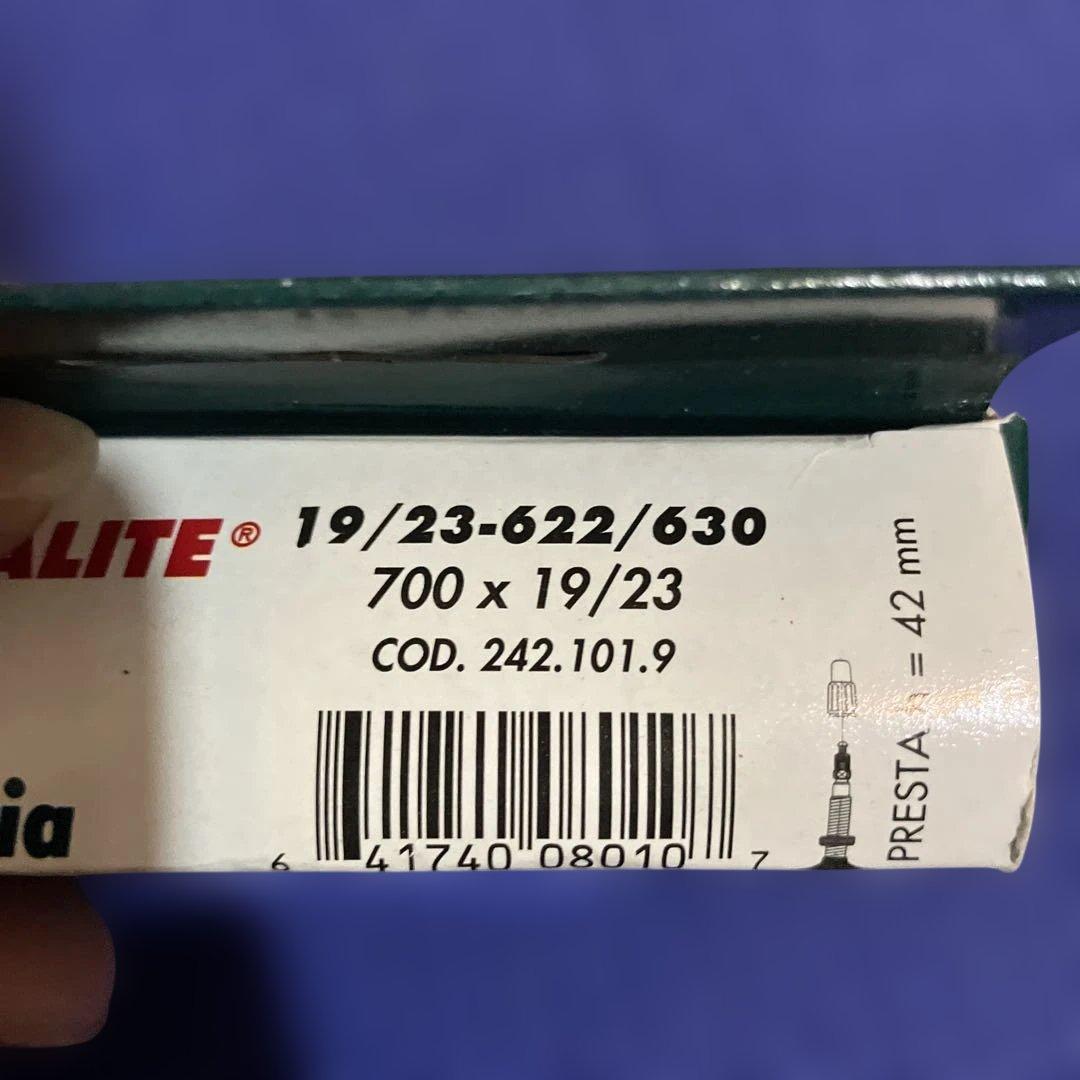 ALITE®
19/23-622/630
700 x 19/23
COD. 242.101.9
ia
6 41740 08010 7
PRESTA = 42 mm